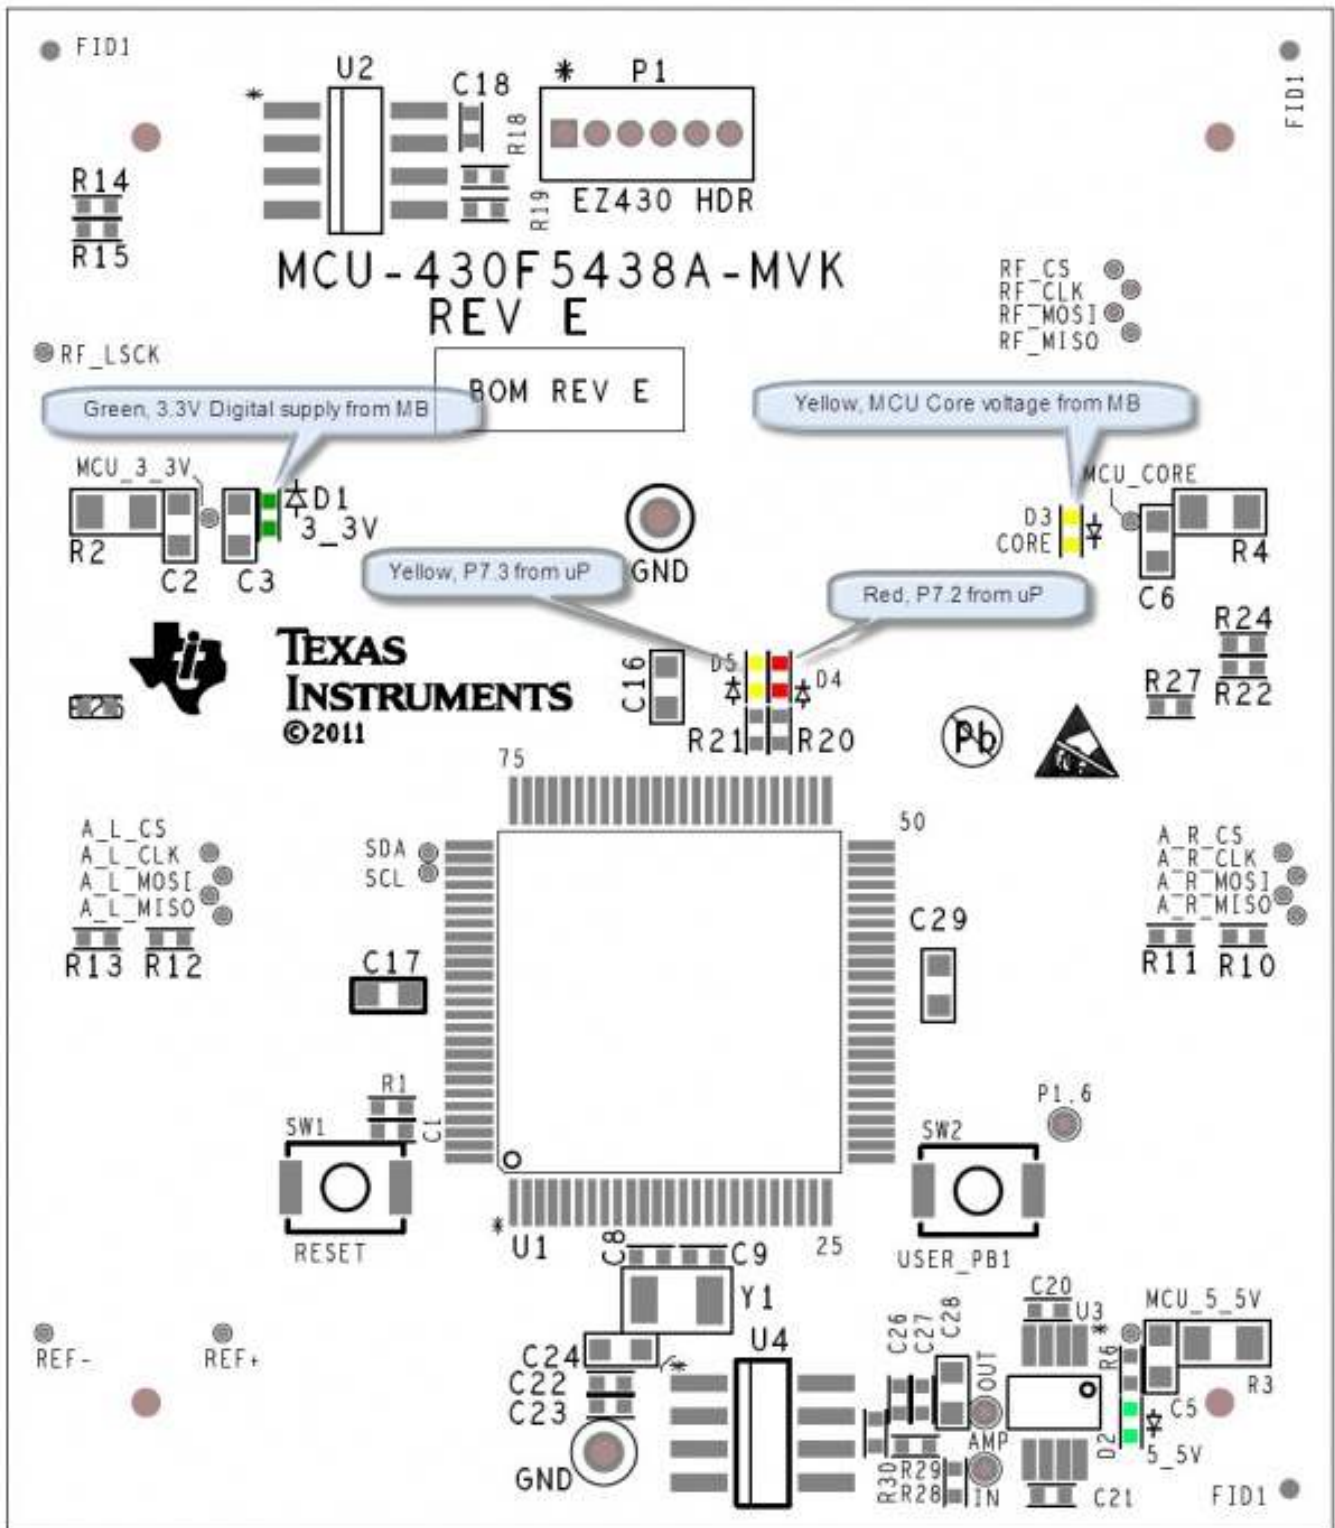 FID1
U2
C18
* P1
FID1
*
R18
R14
R15
R19
EZ430 HDR
MCU-430F5438A-MVK
REV E
RF_CS
RF_CLK
RF_MOSI
RF_MISO
RF_LSCK
BOM REV E
Green, 3.3V Digital supply from MB
Yellow, MCU Core voltage from MB
MCU_3_3V
D1
3_3V
R2
C2
C3
GND
MCU_CORE
D3
CORE
R4
C6
Yellow, P7.3 from uP
Red, P7.2 from uP
TEXAS
INSTRUMENTS
©2011
C16
D5
D4
R21
R20
R24
R22
R27
Pb
75
50
A_L_CS
A_L_CLK
A_L_MOSI
A_L_MISO
R13
R12
SDA
SCL
A_R_CS
A_R_CLK
A_R_MOSI
A_R_MISO
R11
R10
C29
C17
R1
C1
SW1
RESET
P1.6
SW2
USER_PB1
*
U1
25
C8
C9
Y1
REF-
REF+
C24
C22
C23
GND
*
U4
C26
C27
C28
OUT
AMP
IN
R30
R29
R28
C20
U3
*
C21
MCU_5_5V
R6
R3
C5
D2
5_5V
FID1